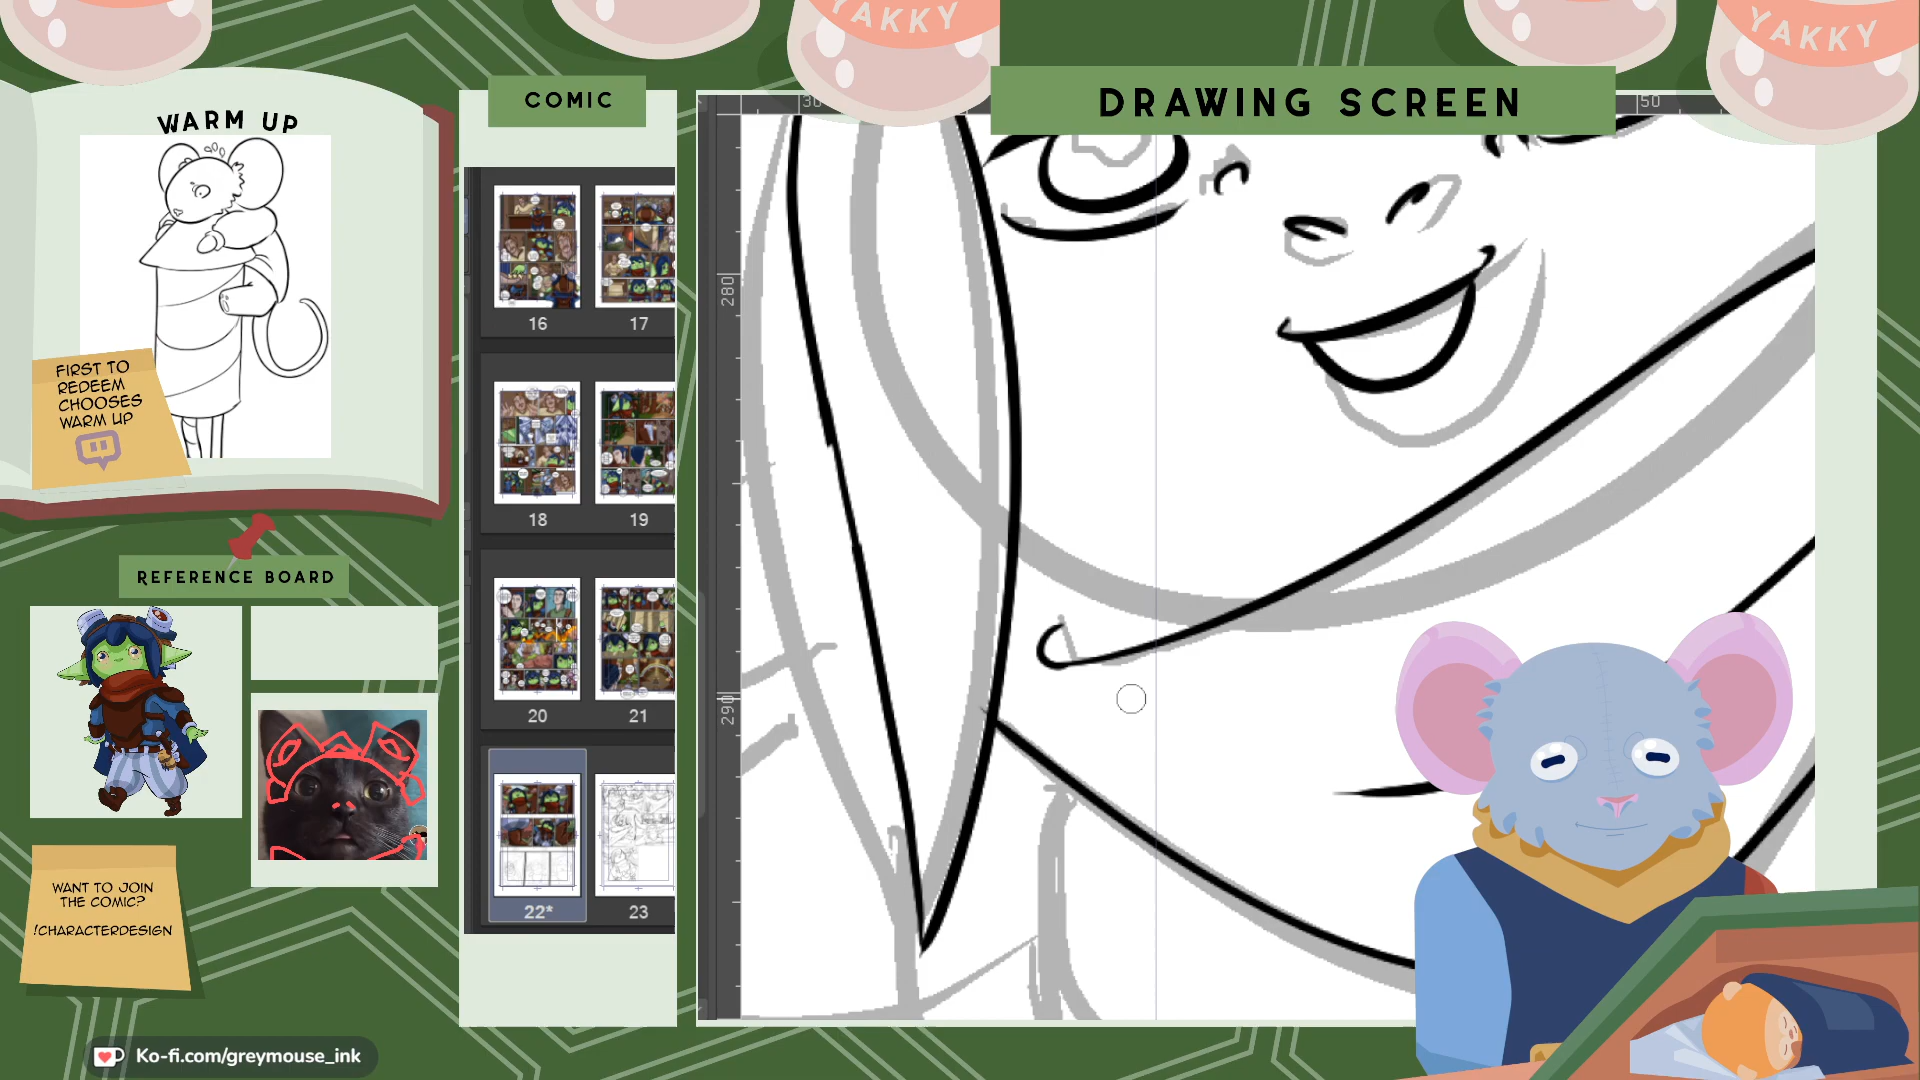 YAKKY
YAKKY
WARM UP
COMIC
DRAWING SCREEN
30
50
280
290
FIRST TO
REDEEM
CHOOSES
WARM UP
16
17
18
19
20
21
22*
23
REFERENCE BOARD
WANT TO JOIN
THE COMIC?
!CHARACTERDESIGN
Ko-fi.com/greymouse_ink